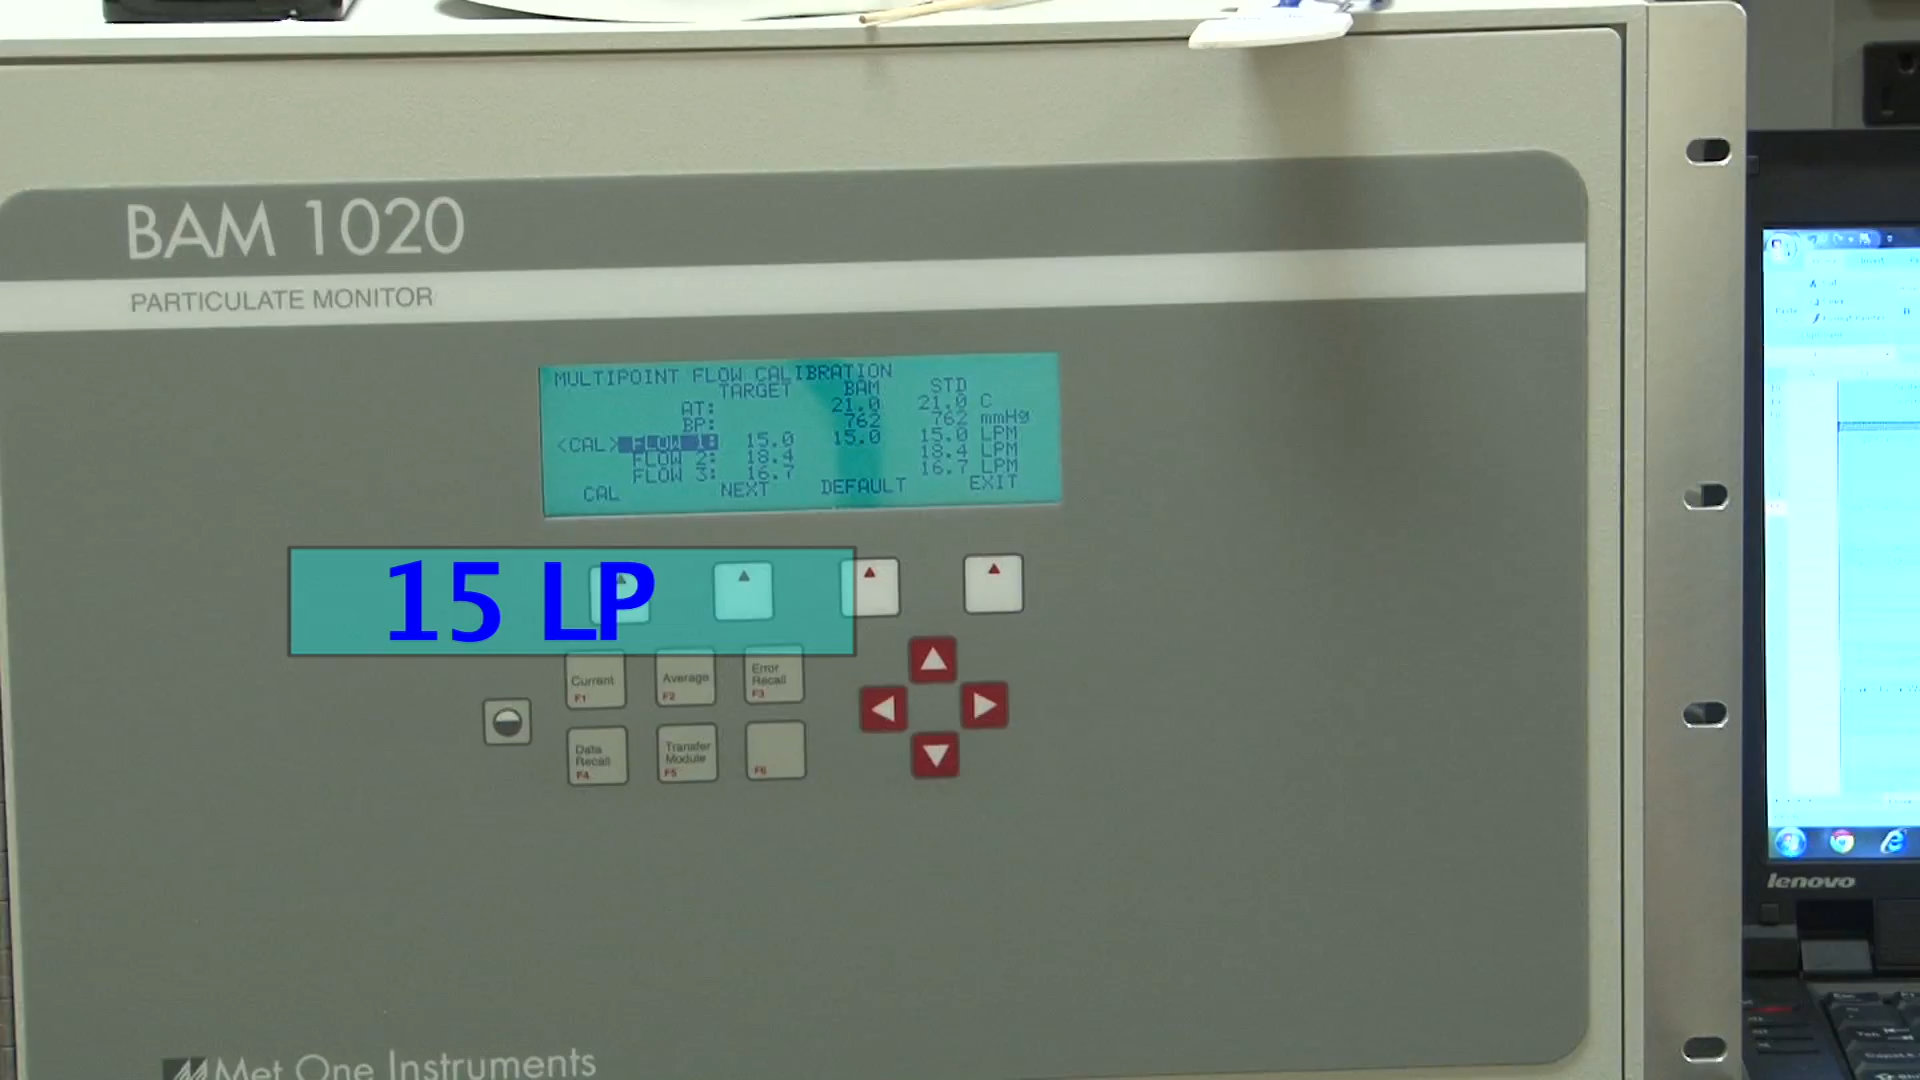 BAM 1020
PARTICULATE MONITOR
MULTIPOINT FLOW CALIBRATION
TARGET BAM STD
AT: 21.0 21.0 C
BP: 762 762 mmHg
<CAL> FLOW 1: 15.0 15.0 15.0 LPM
FLOW 2: 18.4 18.4 LPM
FLOW 3: 16.7 16.7 LPM
CAL NEXT DEFAULT EXIT
15 LP
Current F1
Average F2
Error Recall F3
Data Recall F4
Transfer Module F5
F6
Met One Instruments
lenovo